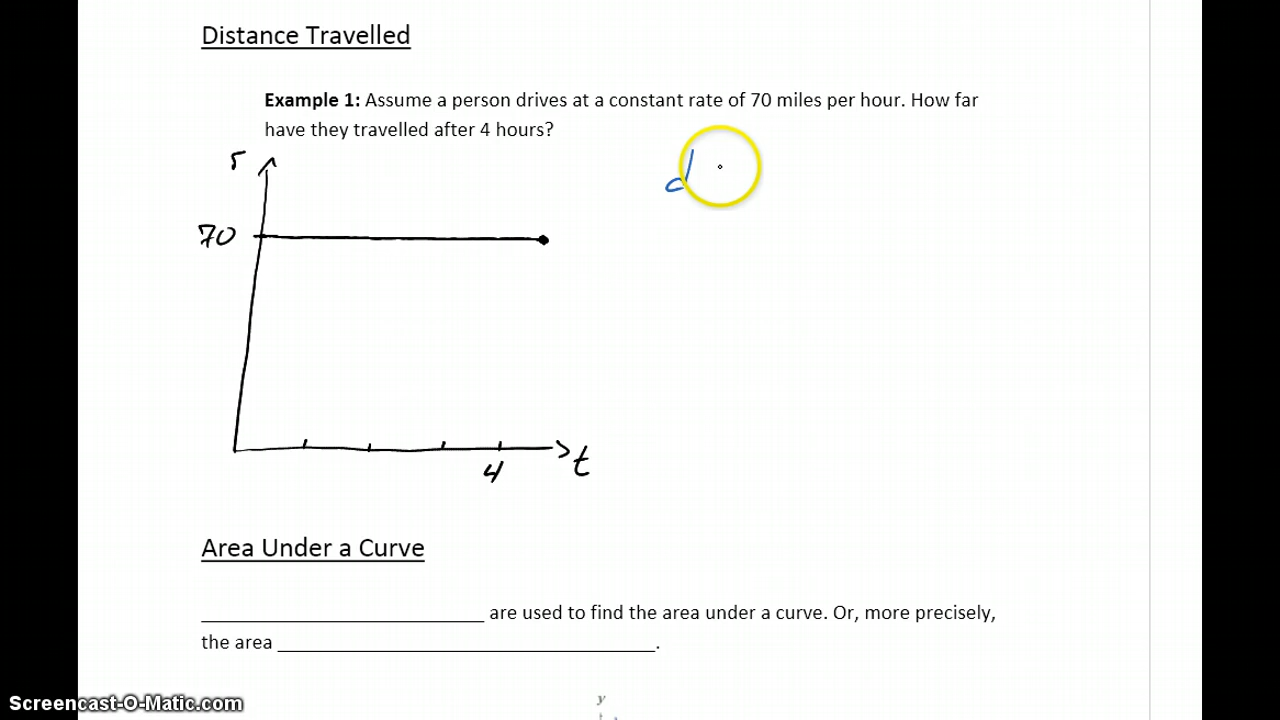 Distance Travelled
Example 1: Assume a person drives at a constant rate of 70 miles per hour. How far
have they travelled after 4 hours?
r
d
70
4
t
Area Under a Curve
____________________________ are used to find the area under a curve. Or, more precisely,
the area ______________________________________.
y
Screencast-O-Matic.com